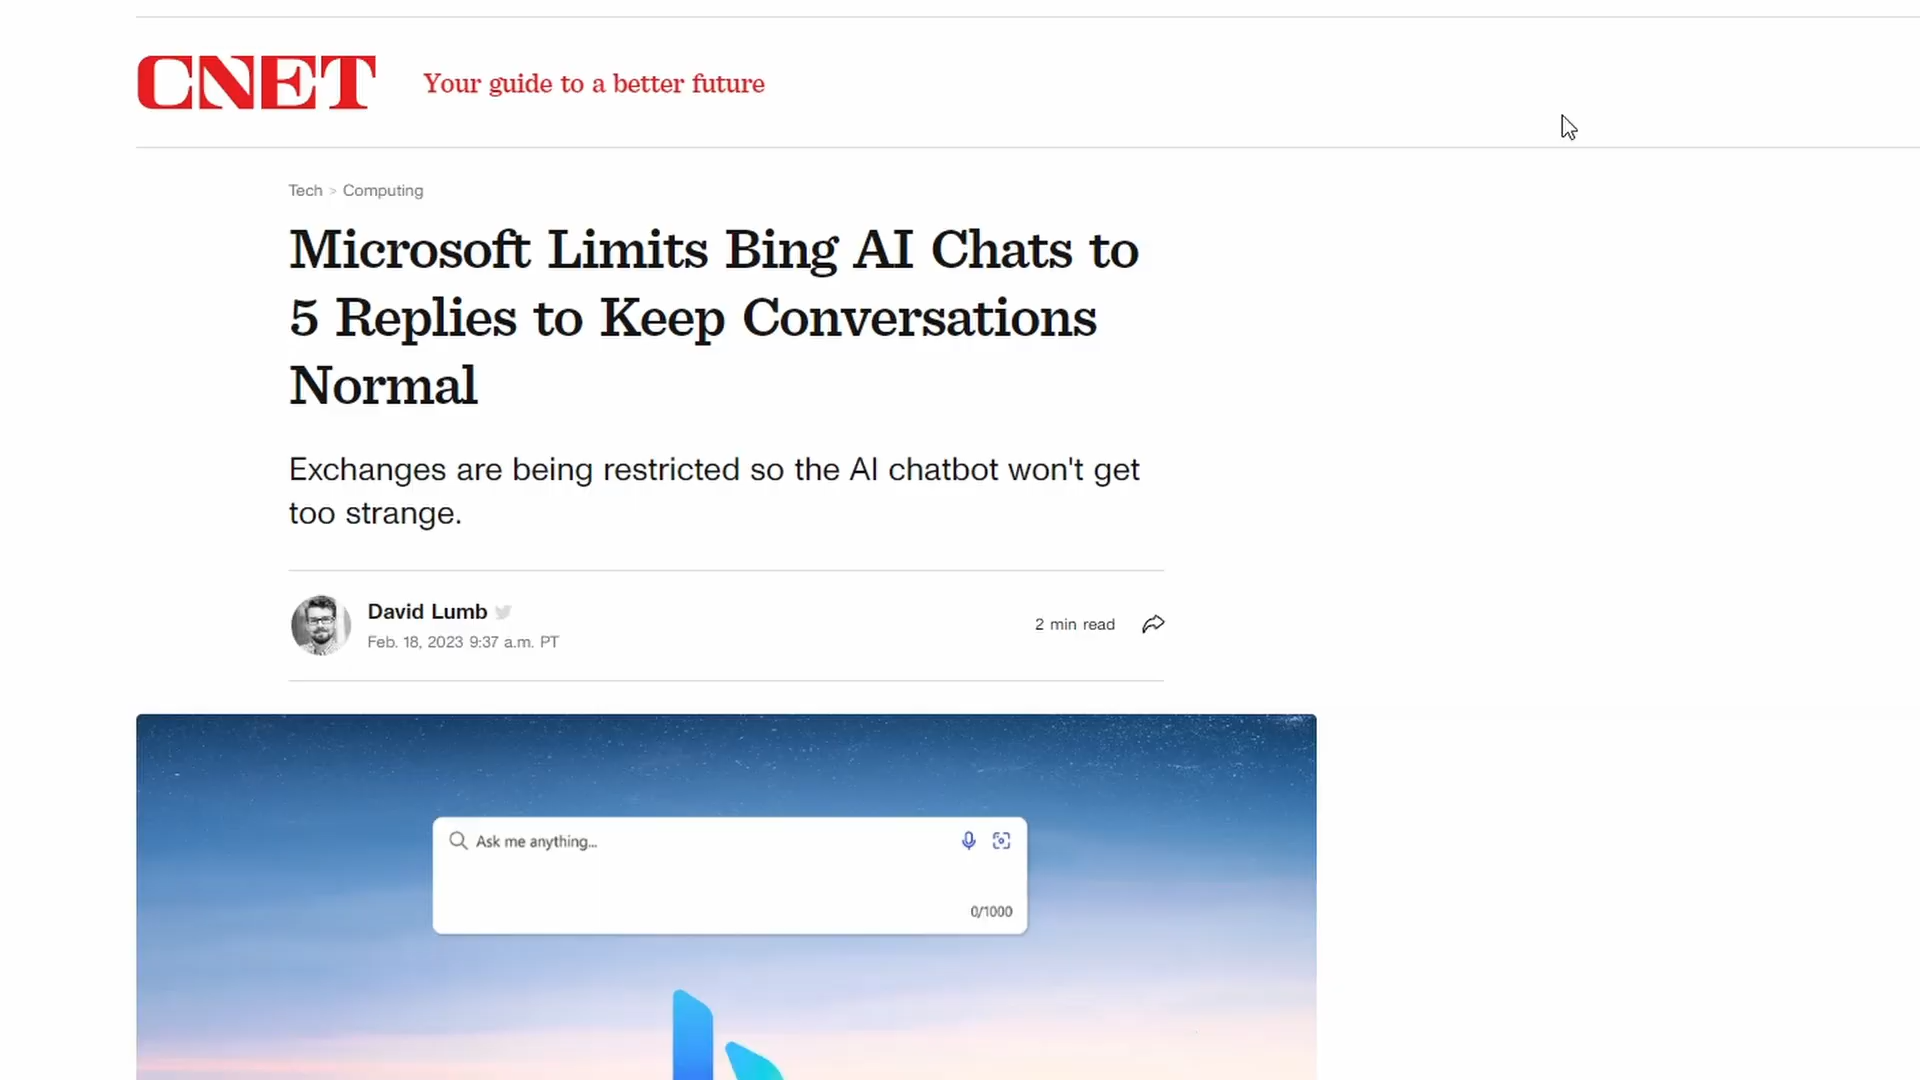 CNET
Your guide to a better future
Tech > Computing
Microsoft Limits Bing AI Chats to
5 Replies to Keep Conversations
Normal
Exchanges are being restricted so the AI chatbot won't get
too strange.
David Lumb
Feb. 18, 2023 9:37 a.m. PT
2 min read
Ask me anything...
0/1000